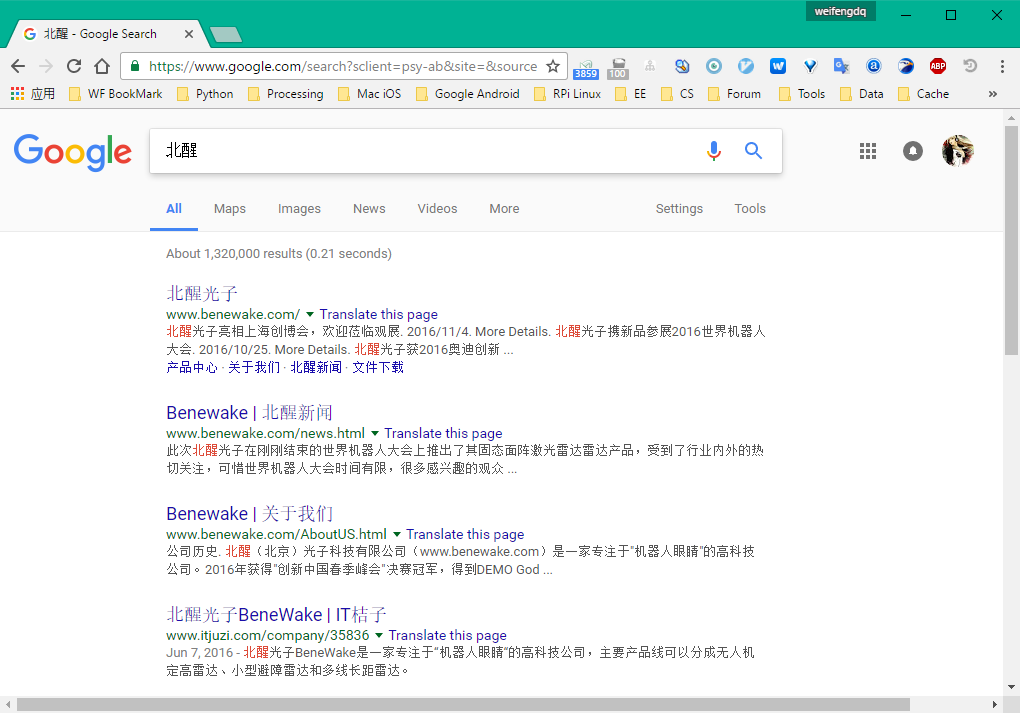 weifengdq
北醒 - Google Search
https://www.google.com/search?sclient=psy-ab&site=&source
3859
100
W
a
ABP
应用 WF BookMark Python Processing Mac iOS Google Android RPi Linux EE CS Forum Tools Data Cache »
Google
北醒
All Maps Images News Videos More Settings Tools
About 1,320,000 results (0.21 seconds)
北醒光子
www.benewake.com/ Translate this page
北醒光子亮相上海创博会，欢迎莅临观展. 2016/11/4. More Details. 北醒光子携新品参展2016世界机器人
大会. 2016/10/25. More Details. 北醒光子获2016奥迪创新 ...
产品中心 · 关于我们 · 北醒新闻 · 文件下载
Benewake | 北醒新闻
www.benewake.com/news.html Translate this page
此次北醒光子在刚刚结束的世界机器人大会上推出了其固态面阵激光雷达雷达产品，受到了行业内外的热
切关注，可惜世界机器人大会时间有限，很多感兴趣的观众 ...
Benewake | 关于我们
www.benewake.com/AboutUS.html Translate this page
公司历史. 北醒（北京）光子科技有限公司（www.benewake.com）是一家专注于"机器人眼睛"的高科技
公司。2016年获得"创新中国春季峰会"决赛冠军，得到DEMO God ...
北醒光子BeneWake | IT桔子
www.itjuzi.com/company/35836 Translate this page
Jun 7, 2016 - 北醒光子BeneWake是一家专注于“机器人眼睛”的高科技公司，主要产品线可以分成无人机
定高雷达、小型避障雷达和多线长距雷达。